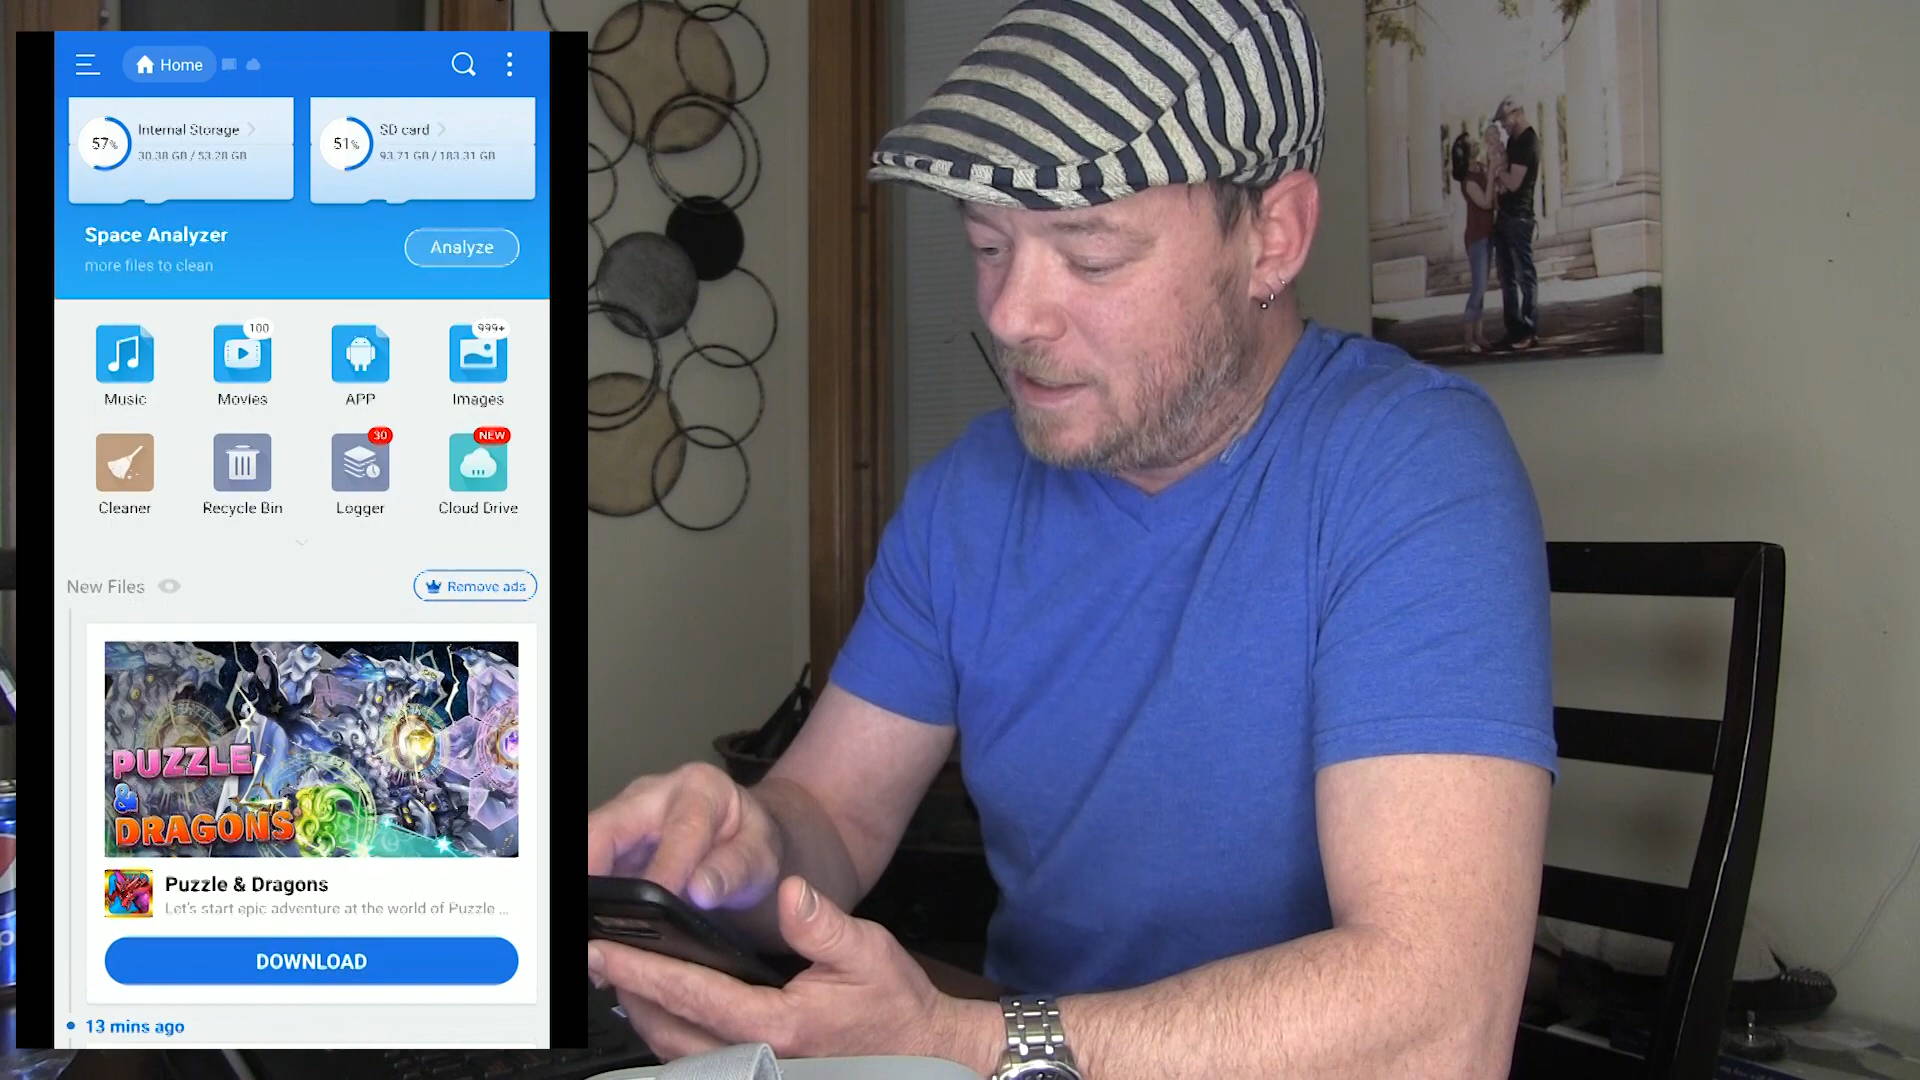 Home
57%
Internal Storage
30.38 GB / 53.28 GB
51%
SD card
93.71 GB / 183.31 GB
Space Analyzer
Analyze
more files to clean
100
999+
Music
Movies
APP
Images
30
NEW
Cleaner
Recycle Bin
Logger
Cloud Drive
New Files
Remove ads
PUZZLE
&
DRAGONS
Puzzle & Dragons
Let's start epic adventure at the world of Puzzle ...
DOWNLOAD
13 mins ago